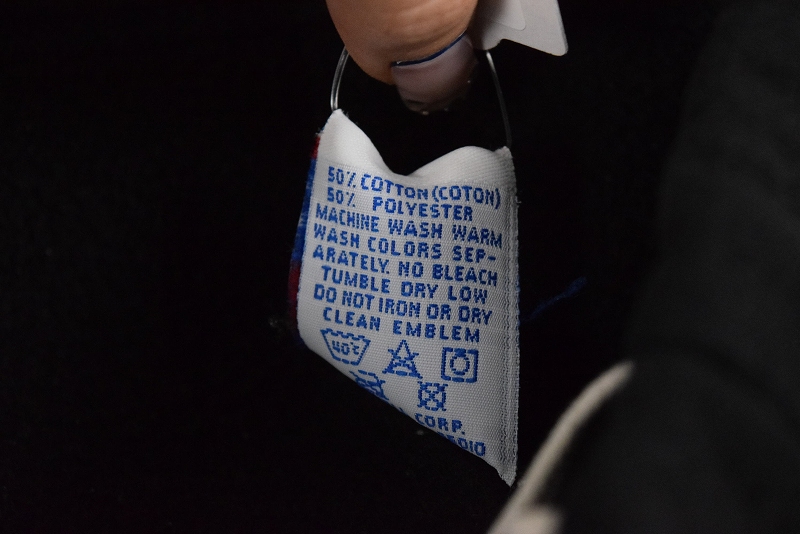 50% COTTON (COTON)
50% POLYESTER
MACHINE WASH WARM
WASH COLORS SEP-
ARATELY. NO BLEACH
TUMBLE DRY LOW
DO NOT IRON OR DRY
CLEAN EMBLEM
40°C
CORP.